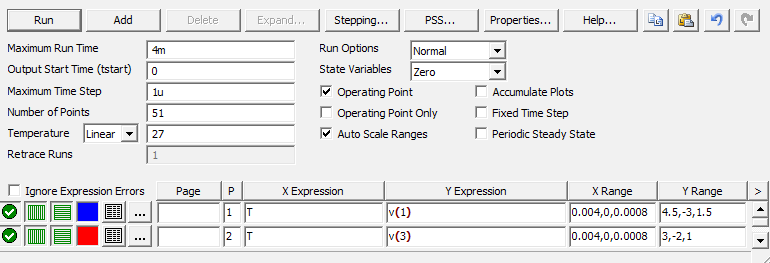 Run Add Delete Expand... Stepping... PSS... Properties... Help...
Maximum Run Time 4m Run Options Normal
Output Start Time (tstart) 0 State Variables Zero
Maximum Time Step 1u Operating Point Accumulate Plots
Number of Points 51 Operating Point Only Fixed Time Step
Temperature Linear 27 Auto Scale Ranges Periodic Steady State
Retrace Runs 1
Ignore Expression Errors Page P X Expression Y Expression X Range Y Range >
... 1 T v(1) 0.004,0,0.0008 4.5,-3,1.5
... 2 T v(3) 0.004,0,0.0008 3,-2,1